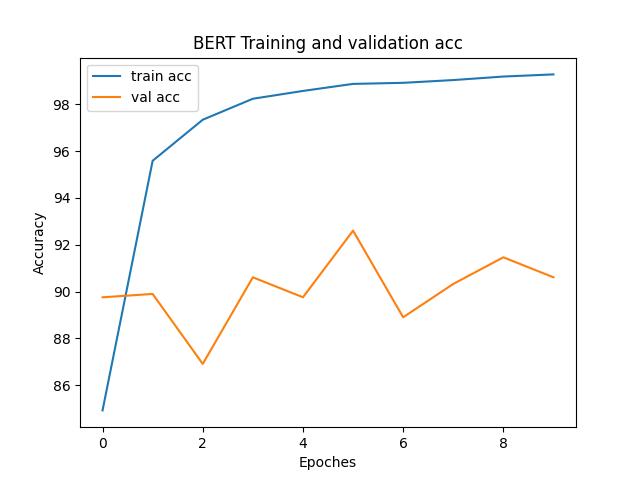 BERT Training and validation acc
train acc
val acc
98
96
94
92
90
88
86
Accuracy
0 2 4 6 8
Epoches